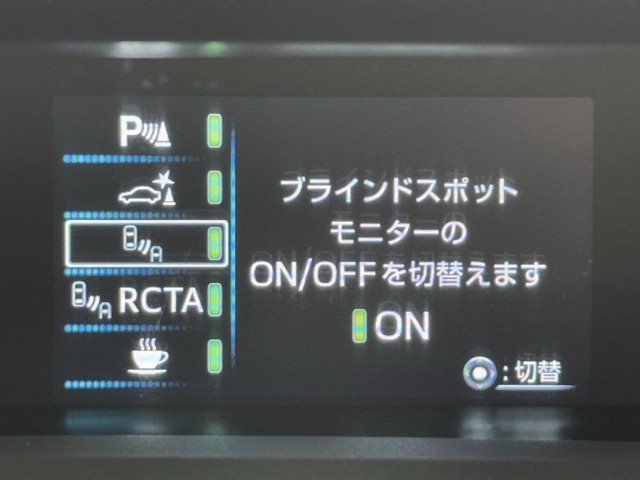 P
RCTA
ブラインドスポット
モニターの
ON/OFFを切替えます
ON
:切替